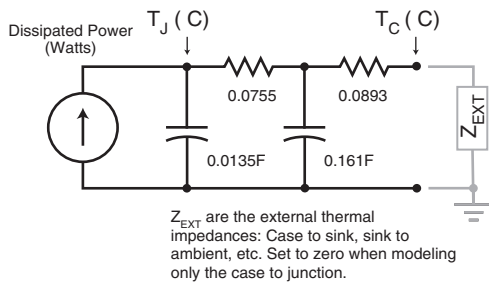 Dissipated Power
(Watts)
T_J ( C)
T_C ( C)
0.0755
0.0893
0.0135F
0.161F
Z_EXT
Z_EXT are the external thermal
impedances: Case to sink, sink to
ambient, etc. Set to zero when modeling
only the case to junction.